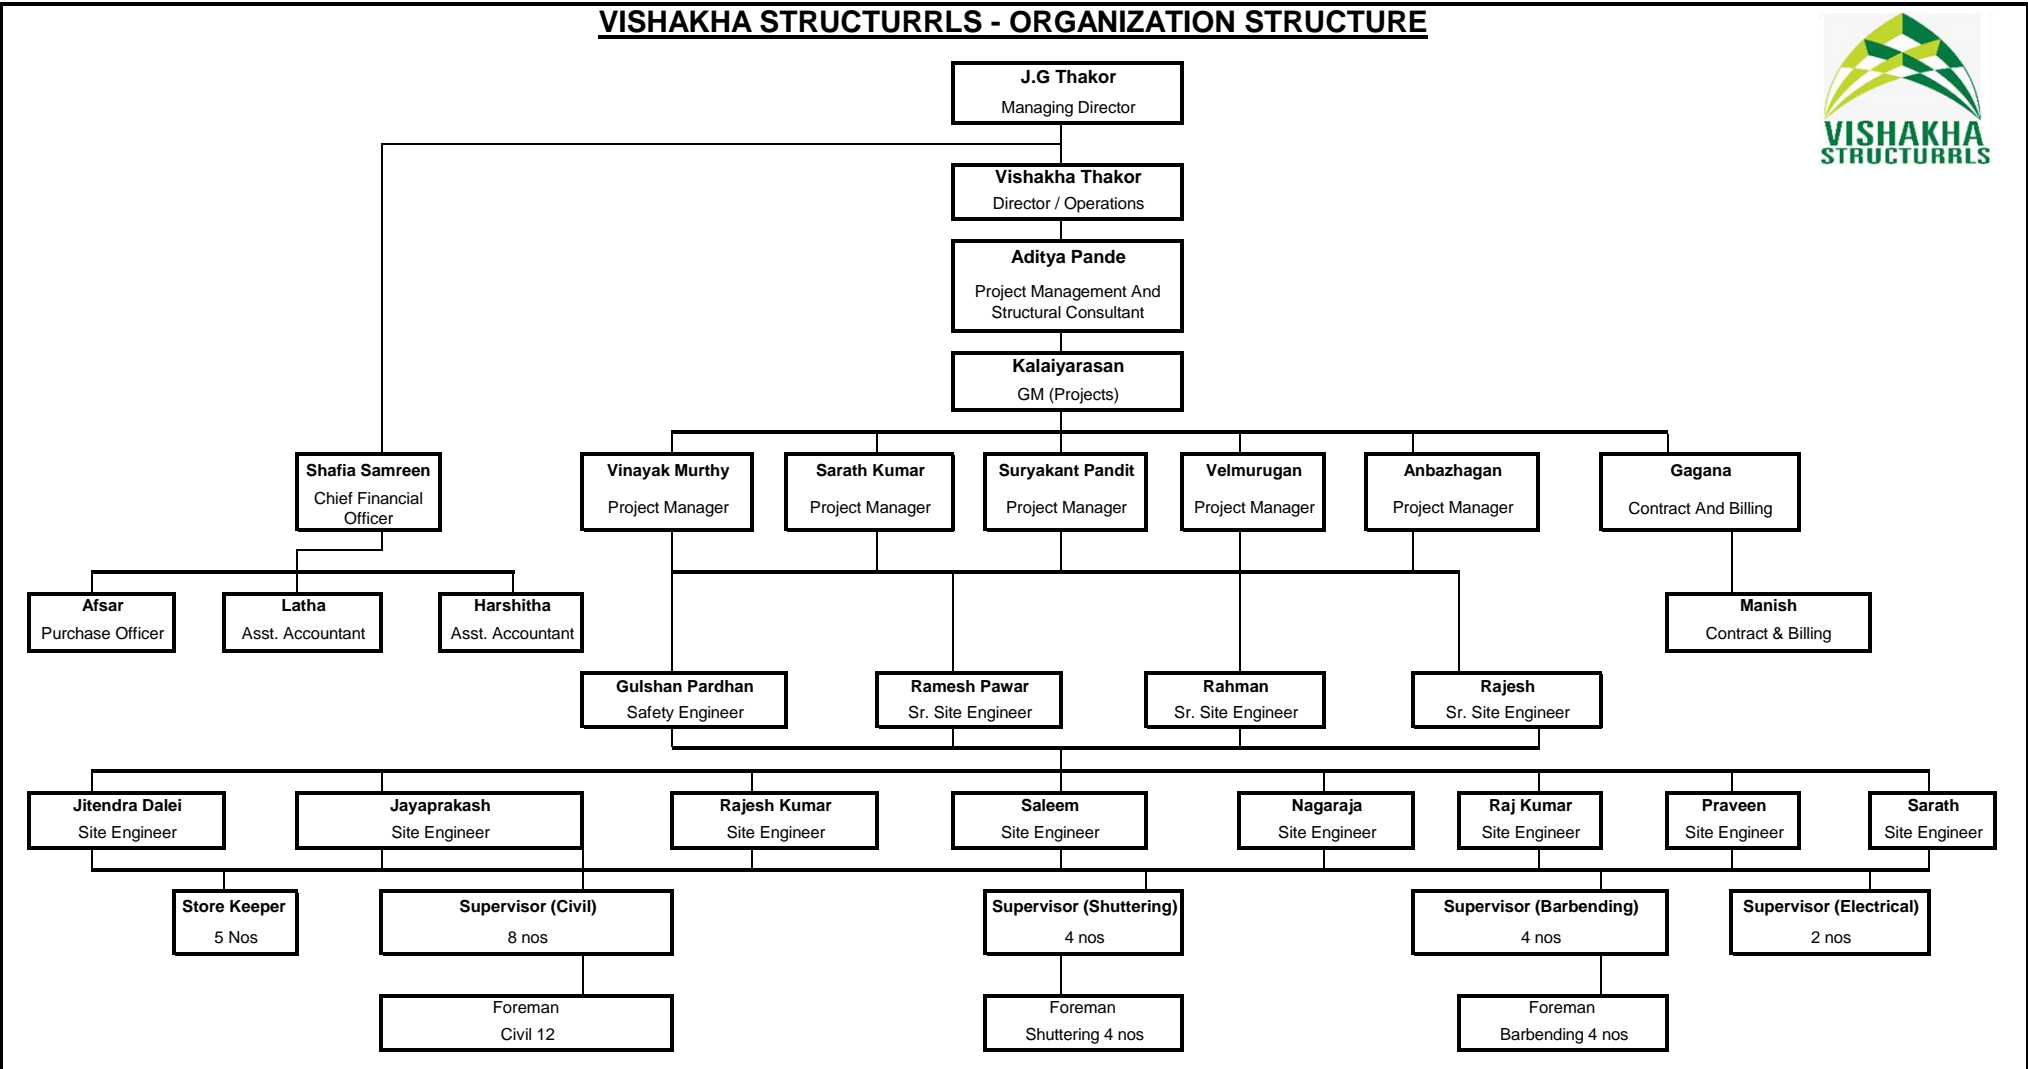 VISHAKHA STRUCTURRLS - ORGANIZATION STRUCTURE
VISHAKHA
STRUCTURRLS
J.G Thakor
Managing Director
Vishakha Thakor
Director / Operations
Aditya Pande
Project Management And
Structural Consultant
Kalaiyarasan
GM (Projects)
Shafia Samreen
Chief Financial
Officer
Vinayak Murthy
Project Manager
Sarath Kumar
Project Manager
Suryakant Pandit
Project Manager
Velmurugan
Project Manager
Anbazhagan
Project Manager
Gagana
Contract And Billing
Afsar
Purchase Officer
Latha
Asst. Accountant
Harshitha
Asst. Accountant
Manish
Contract & Billing
Gulshan Pardhan
Safety Engineer
Ramesh Pawar
Sr. Site Engineer
Rahman
Sr. Site Engineer
Rajesh
Sr. Site Engineer
Jitendra Dalei
Site Engineer
Jayaprakash
Site Engineer
Rajesh Kumar
Site Engineer
Saleem
Site Engineer
Nagaraja
Site Engineer
Raj Kumar
Site Engineer
Praveen
Site Engineer
Sarath
Site Engineer
Store Keeper
5 Nos
Supervisor (Civil)
8 nos
Supervisor (Shuttering)
4 nos
Supervisor (Barbending)
4 nos
Supervisor (Electrical)
2 nos
Foreman
Civil 12
Foreman
Shuttering 4 nos
Foreman
Barbending 4 nos